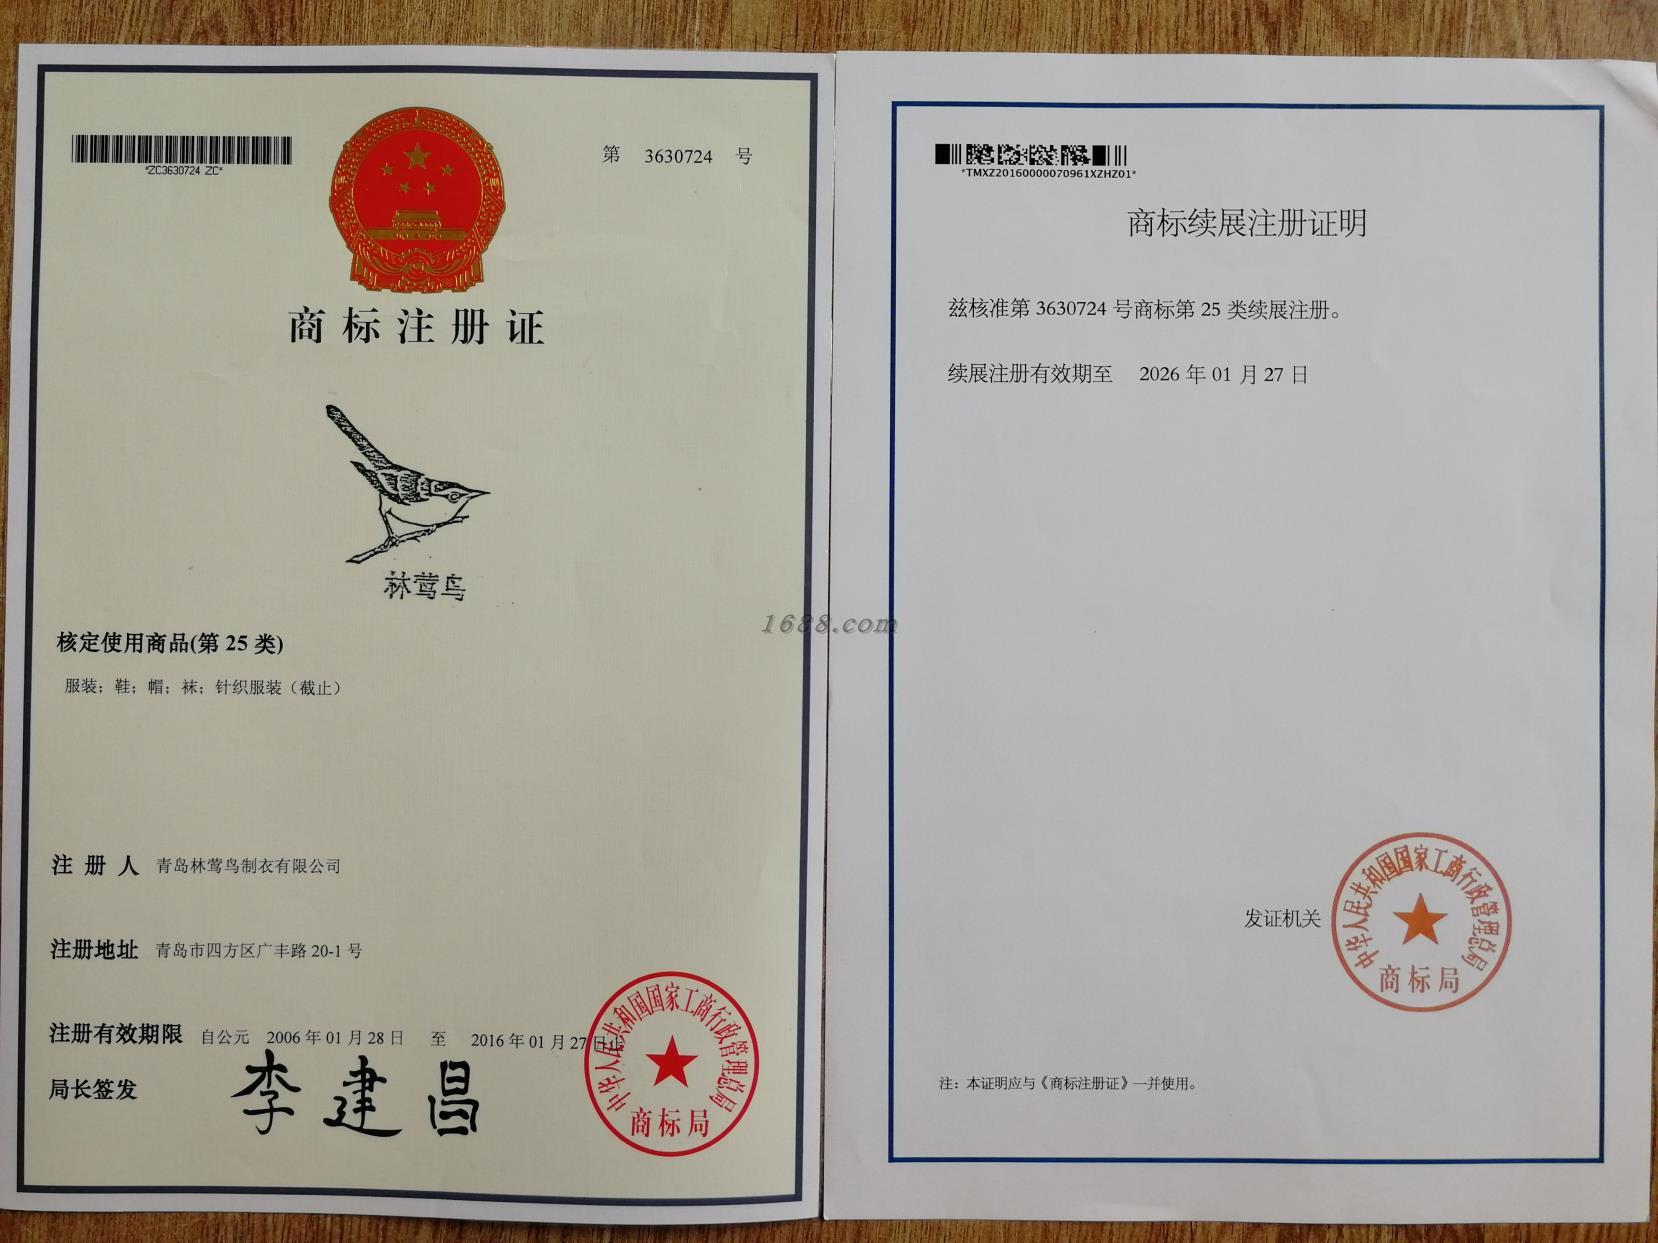 *ZC3630724 ZC*
第 3630724 号
商标注册证
林莺鸟
核定使用商品(第 25 类)
服装；鞋；帽；袜；针织服装（截止）
注册人 青岛林莺鸟制衣有限公司
注册地址 青岛市四方区广丰路 20-1 号
注册有效期限 自公元 2006 年 01 月 28 日 至 2016 年 01 月 27 日止
局长签发 李建昌
中华人民共和国国家工商行政管理总局
商标局
1688.com
*TMXZ20160000070961XZHZ01*
商标续展注册证明
兹核准第 3630724 号商标第 25 类续展注册。
续展注册有效期至 2026 年 01 月 27 日
发证机关
中华人民共和国国家工商行政管理总局
商标局
注：本证明应与《商标注册证》一并使用。